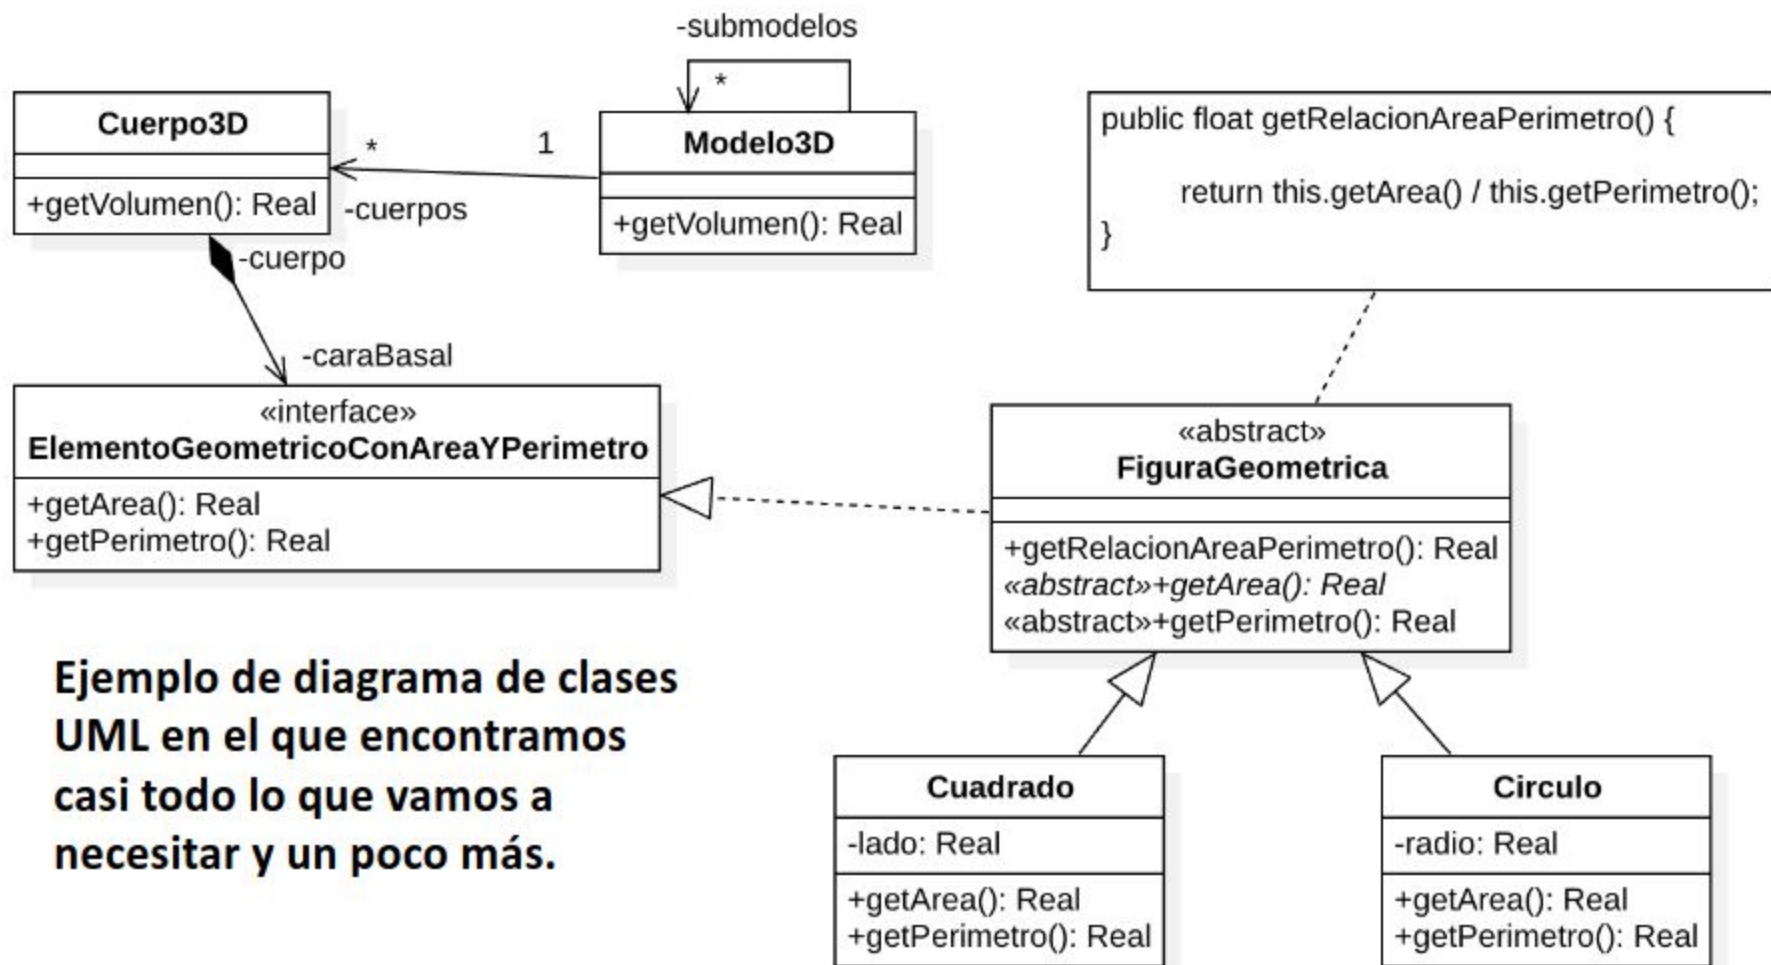 -submodelos
*
Cuerpo3D
+getVolumen(): Real
*
1
-cuerpos
Modelo3D
+getVolumen(): Real
public float getRelacionAreaPerimetro() {
return this.getArea() / this.getPerimetro();
}
-cuerpo
-caraBasal
«interface»
ElementoGeometricoConAreaYPerimetro
+getArea(): Real
+getPerimetro(): Real
«abstract»
FiguraGeometrica
+getRelacionAreaPerimetro(): Real
«abstract»+getArea(): Real
«abstract»+getPerimetro(): Real
Ejemplo de diagrama de clases
UML en el que encontramos
casi todo lo que vamos a
necesitar y un poco más.
Cuadrado
-lado: Real
+getArea(): Real
+getPerimetro(): Real
Circulo
-radio: Real
+getArea(): Real
+getPerimetro(): Real